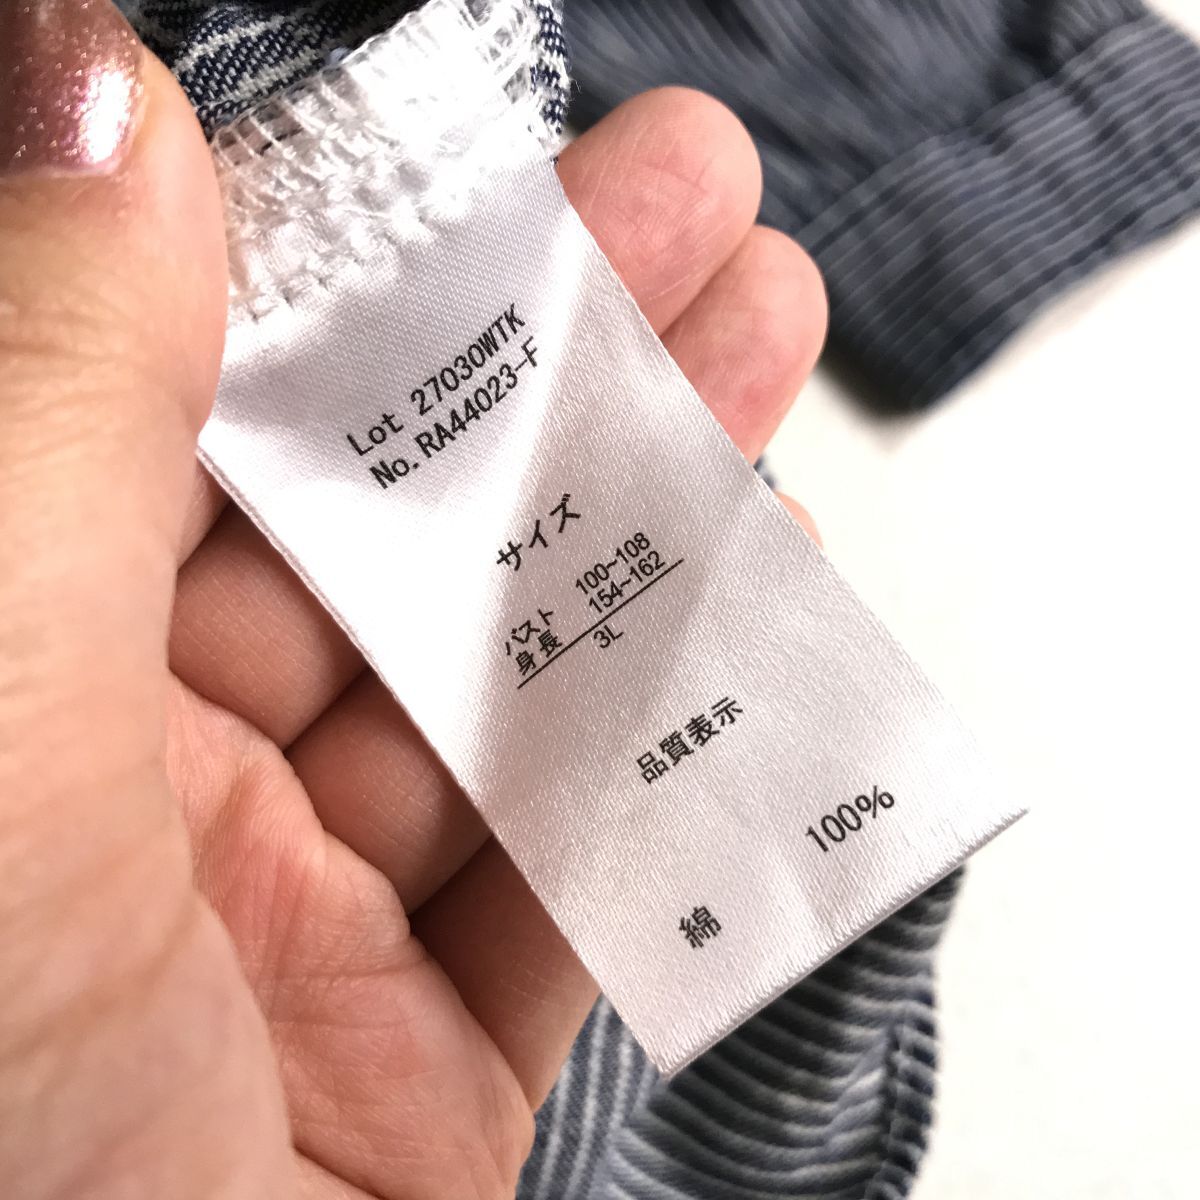 Lot 27030WTK
No.RA44023-F
サイズ
バスト 100~108
身長 154~162
3L
品質表示
綿 100%